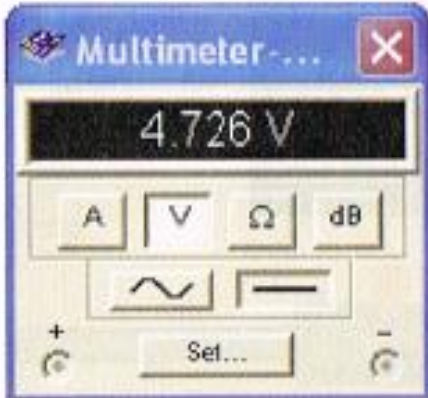 Multimeter-...
4.726 V
A V Ω dB
+ −
Set...